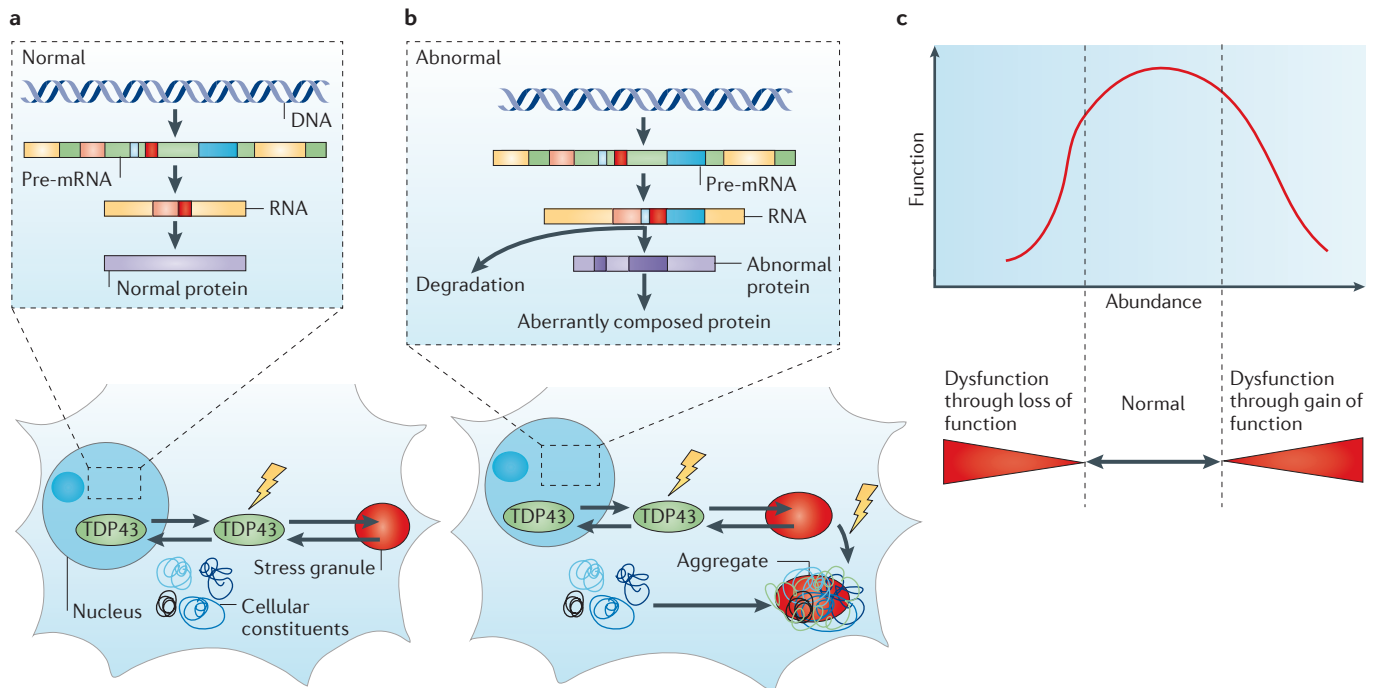 a
Normal
DNA
Pre-mRNA
RNA
Normal protein
TDP43
TDP43
Stress granule
Nucleus
Cellular
constituents
b
Abnormal
Pre-mRNA
RNA
Degradation
Abnormal
protein
Aberrantly composed protein
TDP43
TDP43
Aggregate
c
Function
Abundance
Dysfunction
through loss of
function
Normal
Dysfunction
through gain of
function